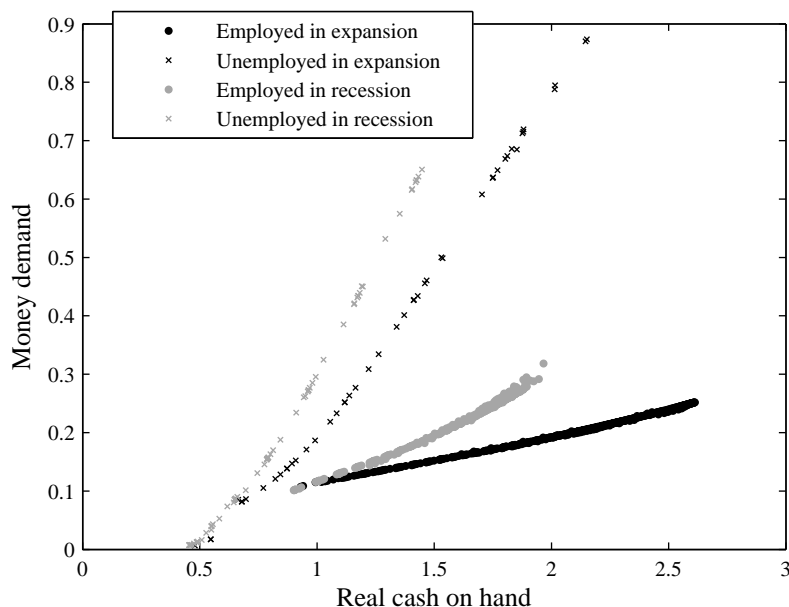 0.9
Employed in expansion
Unemployed in expansion
0.8
Employed in recession
Unemployed in recession
0.7
0.6
Money demand
0.5
0.4
0.3
0.2
0.1
0
0 0.5 1 1.5 2 2.5 3
Real cash on hand